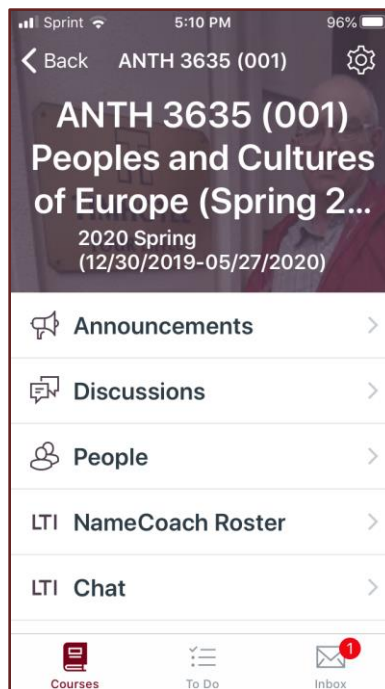 Sprint 5:10 PM 96%
Back ANTH 3635 (001)
ANTH 3635 (001)
Peoples and Cultures
of Europe (Spring 2...
2020 Spring
(12/30/2019-05/27/2020)
Announcements
Discussions
People
LTI NameCoach Roster
LTI Chat
1
Courses To Do Inbox